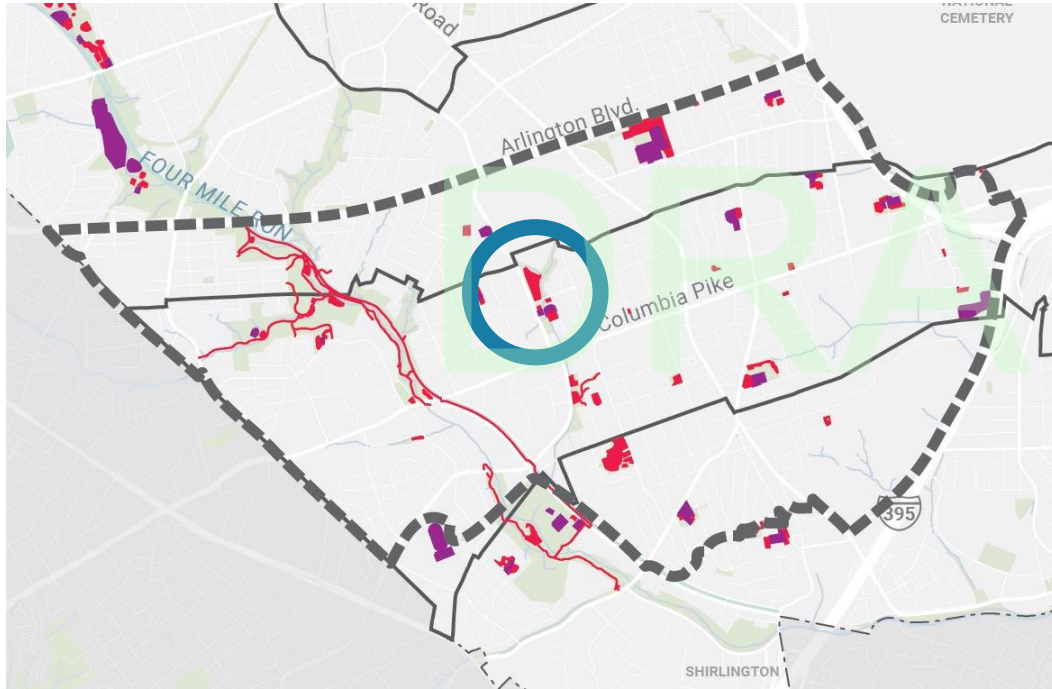 Road
NATIONAL
CEMETERY
Arlington Blvd.
FOUR MILE RUN
DRA
Columbia Pike
395
SHIRLINGTON